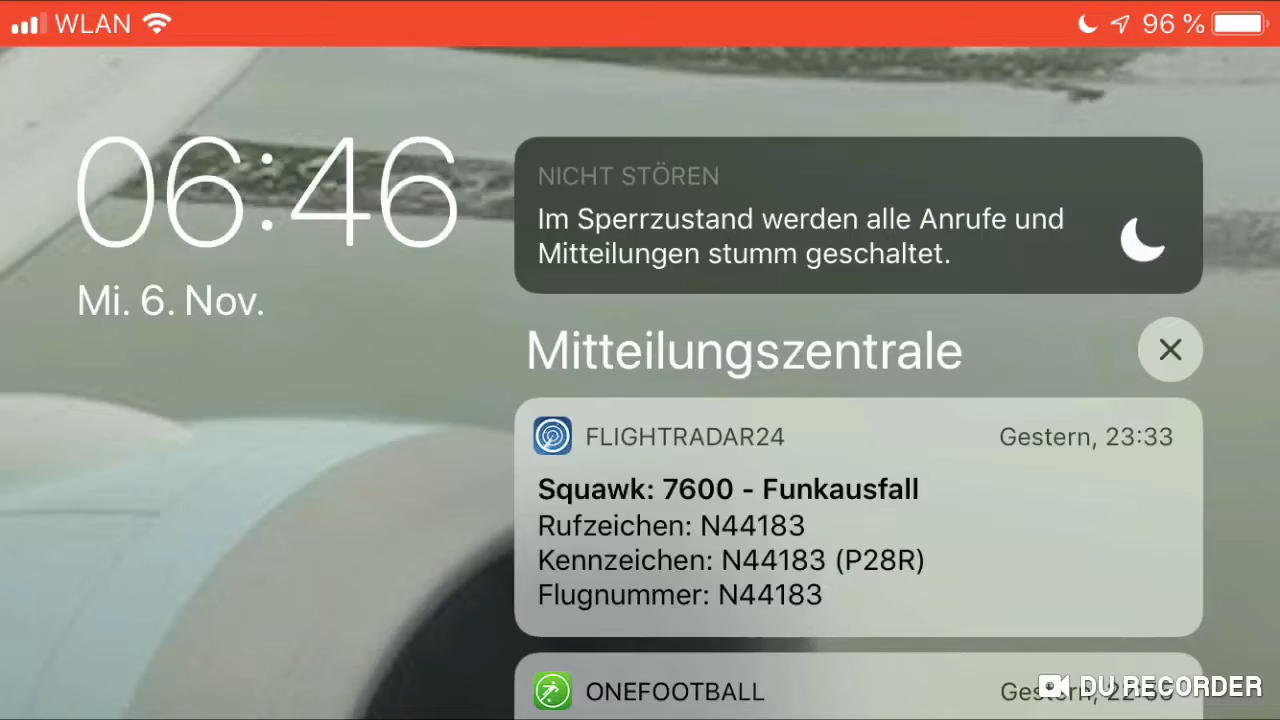 WLAN
96 %
06:46
Mi. 6. Nov.
NICHT STÖREN
Im Sperrzustand werden alle Anrufe und
Mitteilungen stumm geschaltet.
Mitteilungszentrale
FLIGHTRADAR24
Gestern, 23:33
Squawk: 7600 - Funkausfall
Rufzeichen: N44183
Kennzeichen: N44183 (P28R)
Flugnummer: N44183
ONEFOOTBALL
DU RECORDER